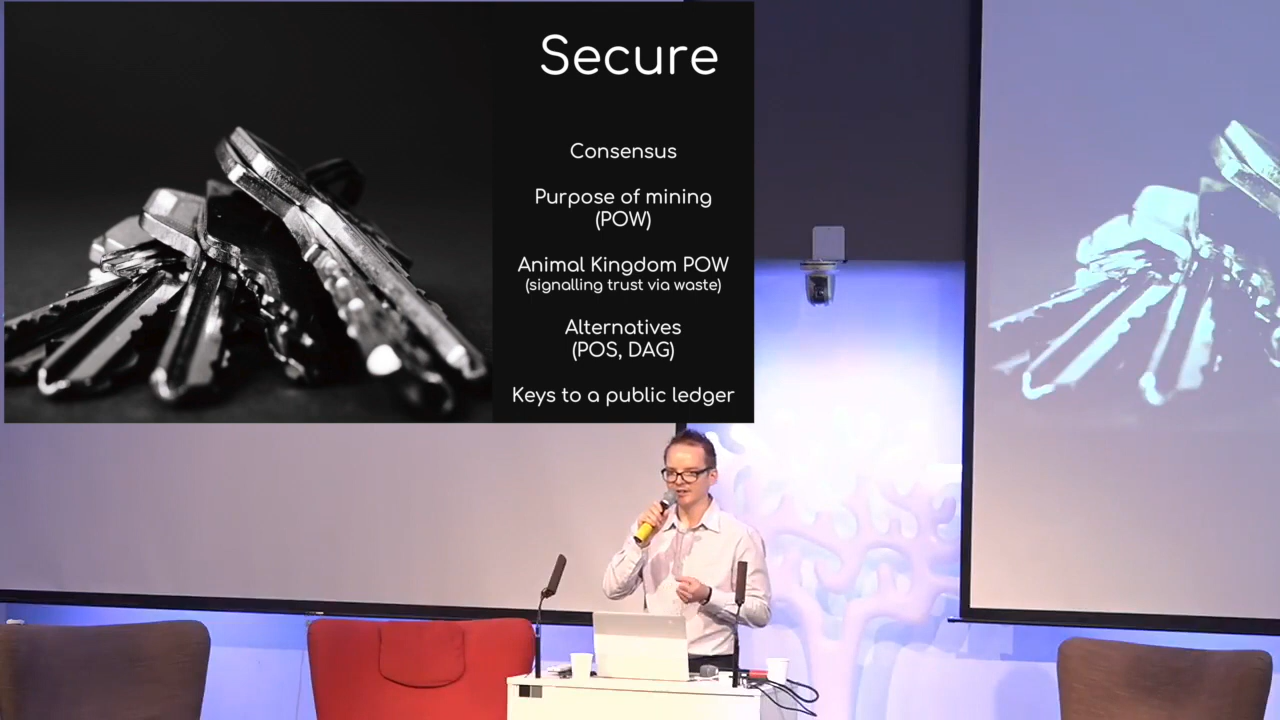 Secure
Consensus
Purpose of mining
(POW)
Animal Kingdom POW
(signalling trust via waste)
Alternatives
(POS, DAG)
Keys to a public ledger